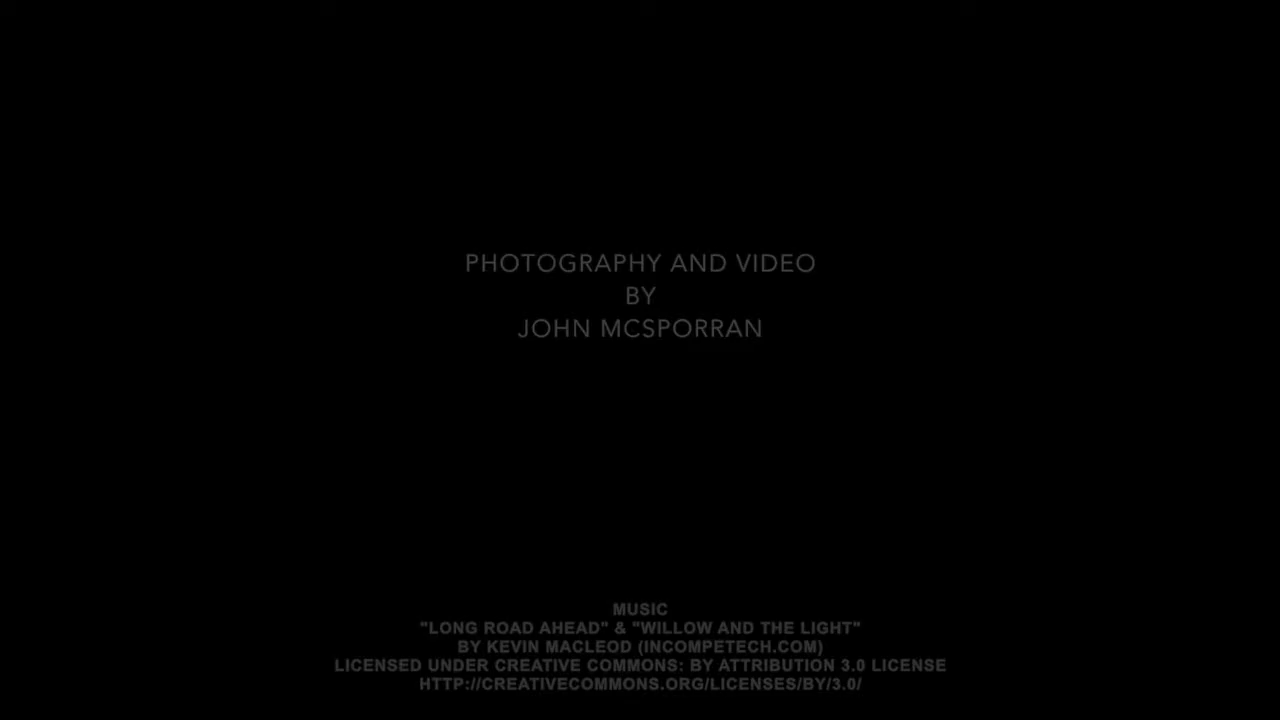 PHOTOGRAPHY AND VIDEO
BY
JOHN MCSPORRAN
MUSIC
"LONG ROAD AHEAD" & "WILLOW AND THE LIGHT"
BY KEVIN MACLEOD (INCOMPETECH.COM)
LICENSED UNDER CREATIVE COMMONS: BY ATTRIBUTION 3.0 LICENSE
HTTP://CREATIVECOMMONS.ORG/LICENSES/BY/3.0/